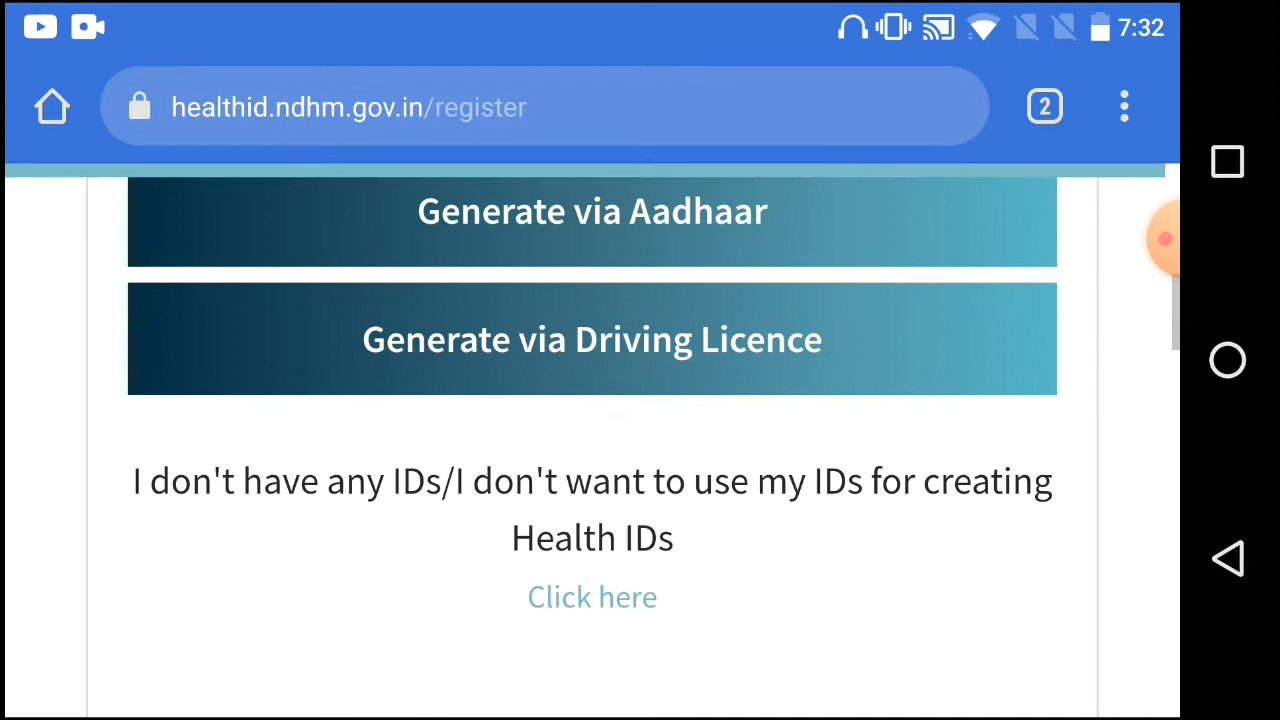 7:32
healthid.ndhm.gov.in/register
2
Generate via Aadhaar
Generate via Driving Licence
I don't have any IDs/I don't want to use my IDs for creating
Health IDs
Click here